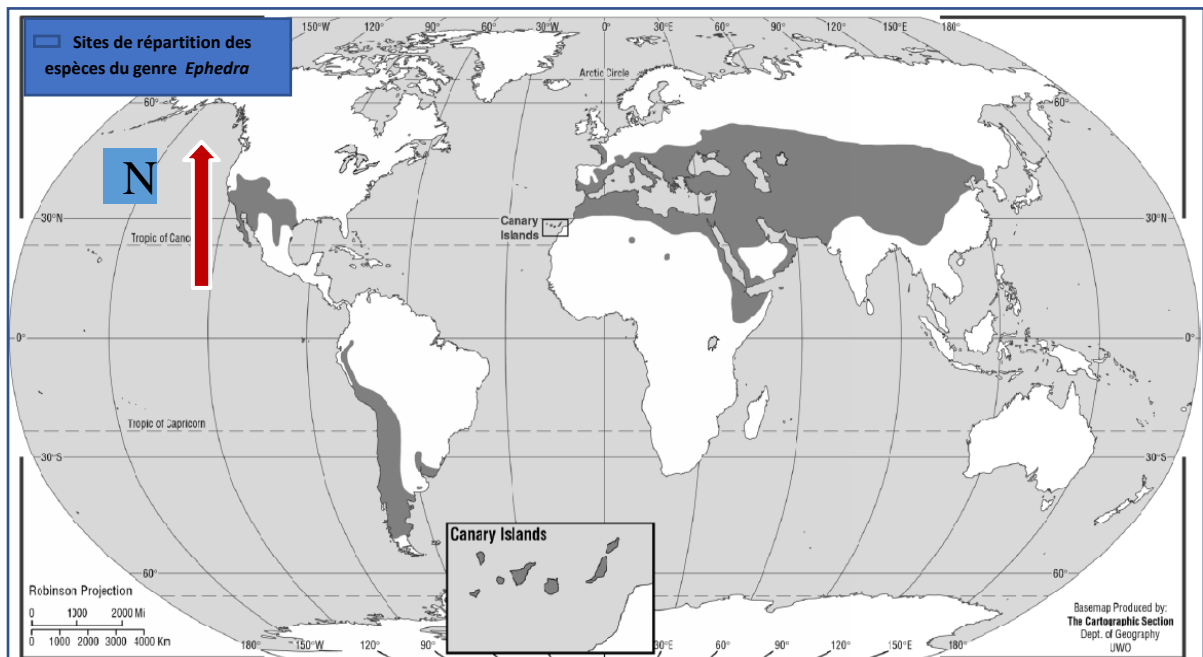 Sites de répartition des
espèces du genre Ephedra
150°W 120° 90° 60° 30°W 0° 30°E 60° 90° 120° 150°E
Arctic Circle
60° 60°
N
30°N 30°N
Canary
Islands
Tropic of Canc
0° 0°
Tropic of Capricorn
30°S 30°S
Canary Islands
60° 60°
Robinson Projection
0 1000 2000 Mi
0 1000 2000 3000 4000 Km
180° 150° 120° 90° 90° 120° 150° 180°
Basemap Produced by:
The Cartographic Section
Dept. of Geography
UWO